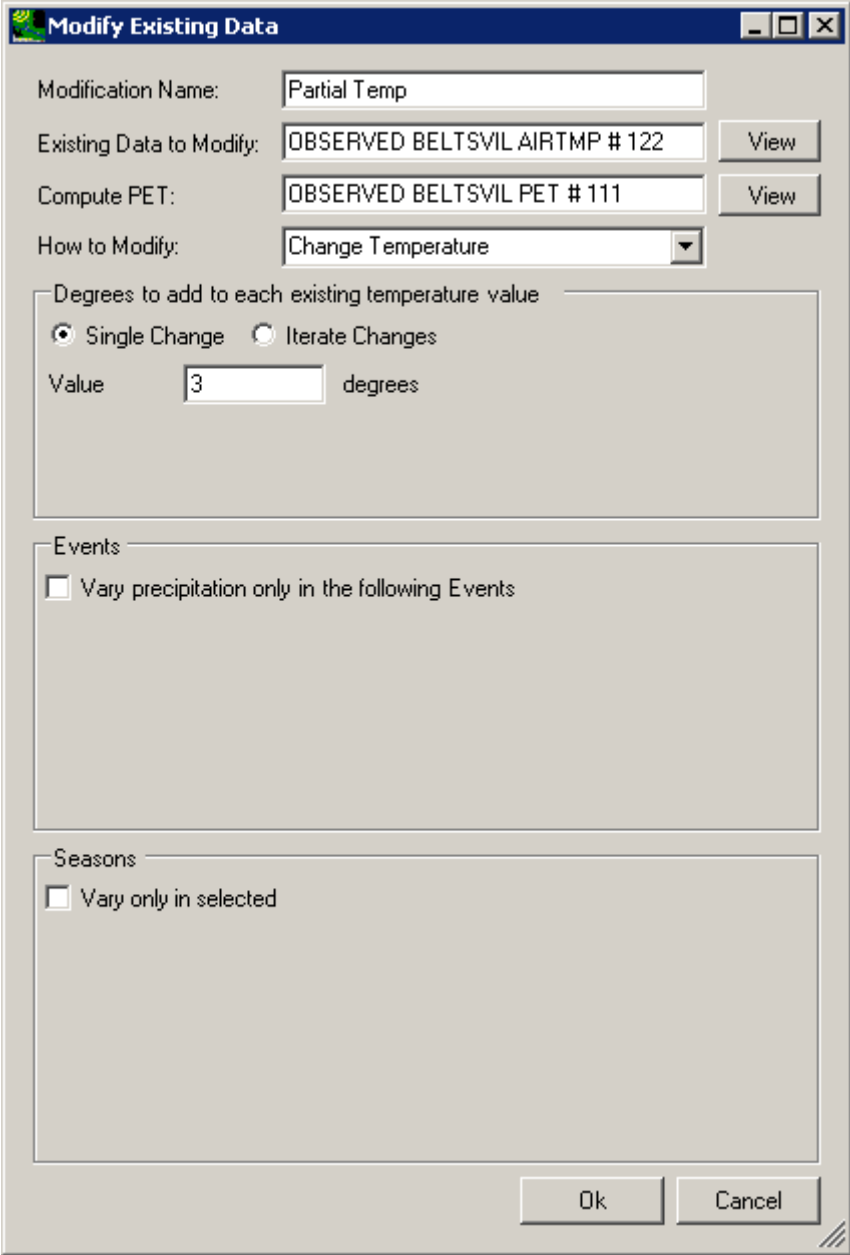 Modify Existing Data
Modification Name: Partial Temp
Existing Data to Modify: OBSERVED BELTSVIL AIRTMP # 122 View
Compute PET: OBSERVED BELTSVIL PET # 111 View
How to Modify: Change Temperature
Degrees to add to each existing temperature value
Single Change Iterate Changes
Value 3 degrees
Events
Vary precipitation only in the following Events
Seasons
Vary only in selected
Ok Cancel